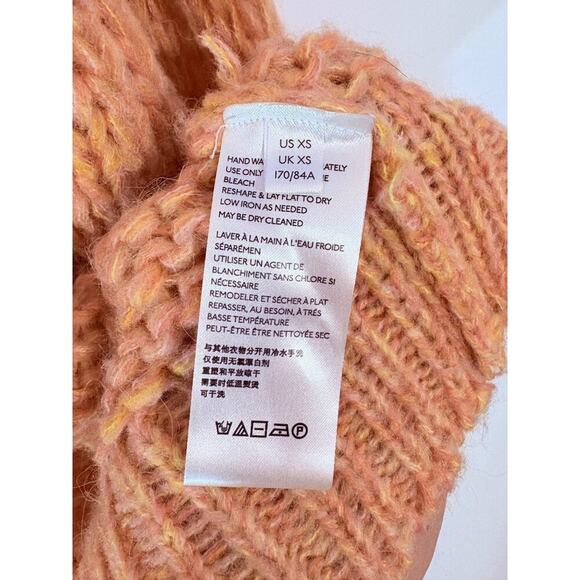 US XS
UK XS
170/84A
HAND WA ATELY
USE ONLY E
BLEACH
RESHAPE & LAY FLAT TO DRY
LOW IRON AS NEEDED
MAY BE DRY CLEANED
LAVER À LA MAIN À L'EAU FROIDE
SÉPARÉMEN
UTILISER UN AGENT DE
BLANCHIMENT SANS CHLORE SI
NÉCESSAIRE
REMODELER ET SÉCHER À PLAT
REPASSER, AU BESOIN, À TRÉS
BASSE TEMPÉRATURE
PEUT-ÊTRE ÊTRE NETTOYÉE SEC
与其他衣物分开用冷水手洗
仅使用无氯漂白剂
重塑和平放晾干
需要时低温熨烫
可干洗
P